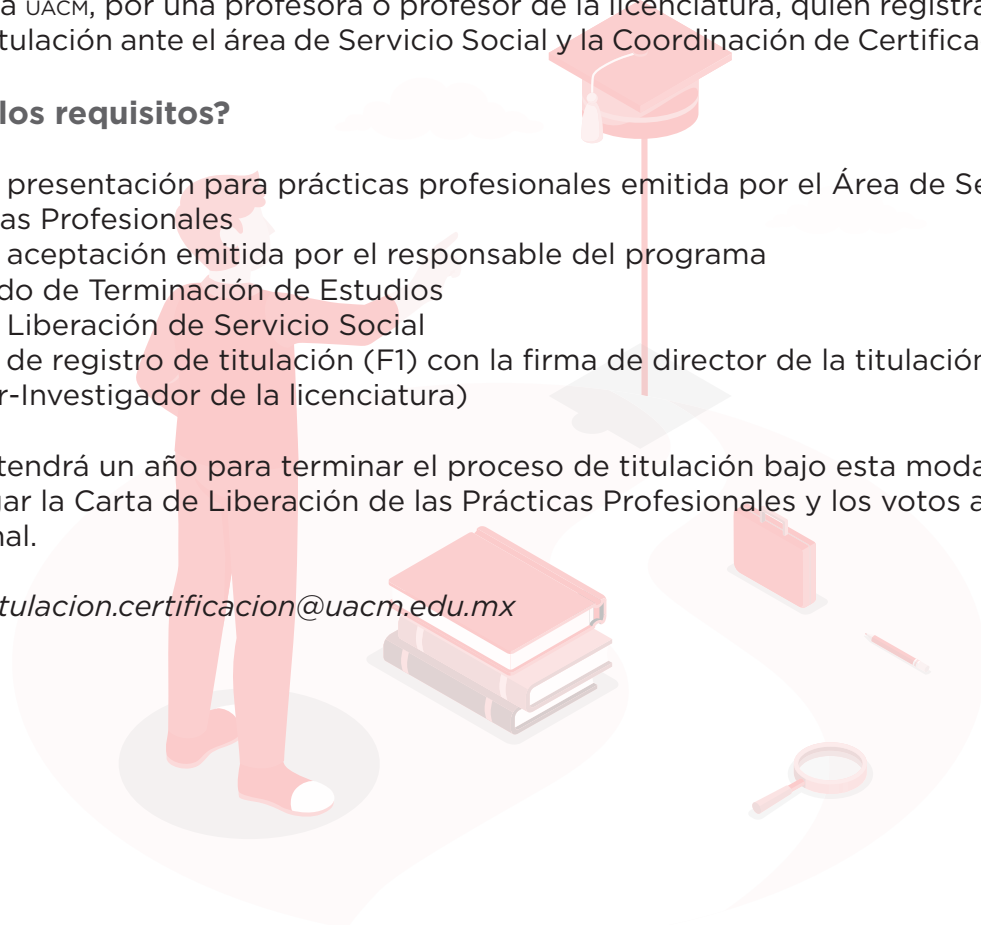 a UACM, por una profesora o profesor de la licenciatura, quien registra
tulación ante el área de Servicio Social y la Coordinación de Certifica
los requisitos?
presentación para prácticas profesionales emitida por el Área de Se
as Profesionales
aceptación emitida por el responsable del programa
do de Terminación de Estudios
Liberación de Servicio Social
de registro de titulación (F1) con la firma de director de la titulación
r-Investigador de la licenciatura)
tendrá un año para terminar el proceso de titulación bajo esta moda
ar la Carta de Liberación de las Prácticas Profesionales y los votos a
nal.
tulacion.certificacion@uacm.edu.mx